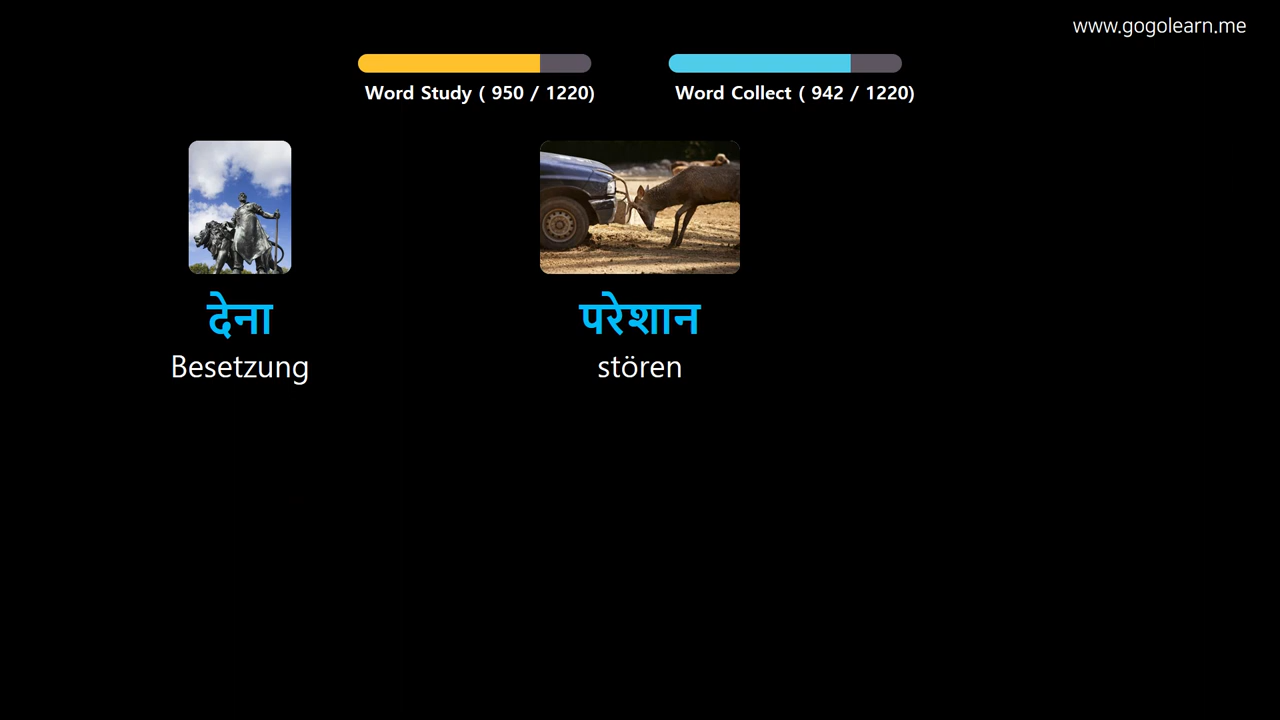 www.gogolearn.me
Word Study ( 950 / 1220)
Word Collect ( 942 / 1220)
देना
परेशान
Besetzung
stören